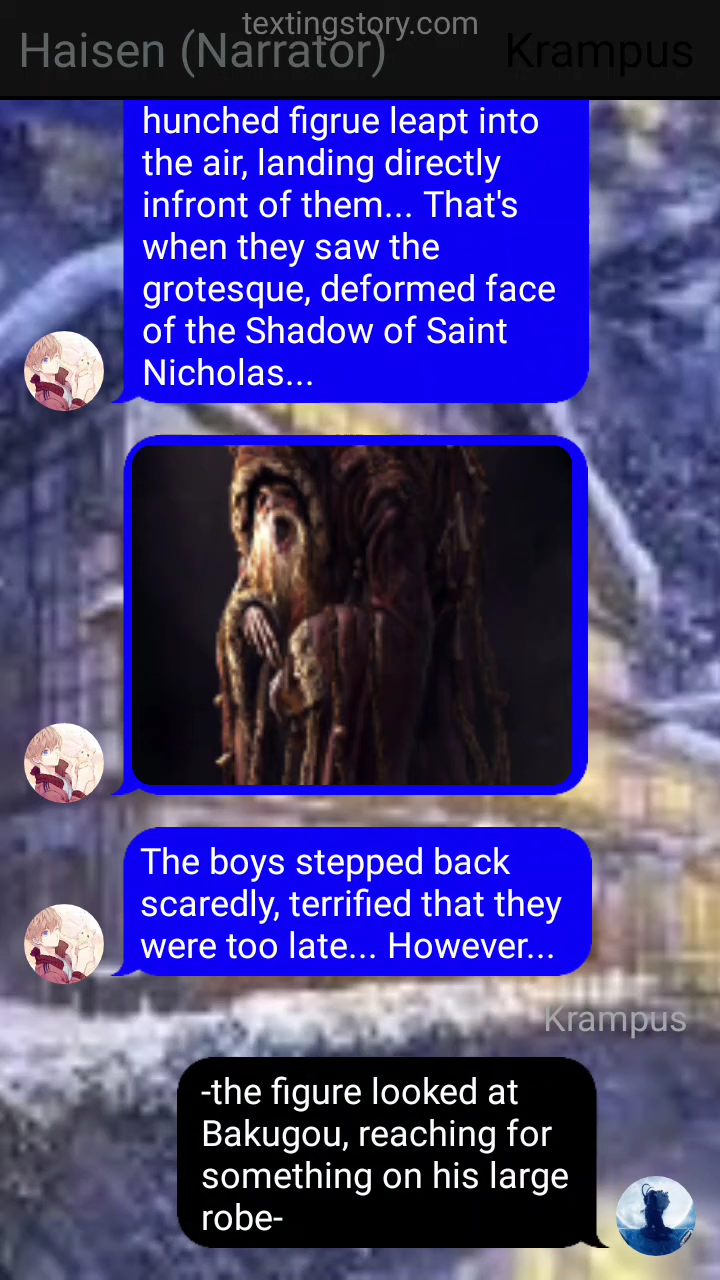 textingstory.com
Haisen (Narrator)
Krampus
hunched figrue leapt into
the air, landing directly
infront of them... That's
when they saw the
grotesque, deformed face
of the Shadow of Saint
Nicholas...
The boys stepped back
scaredly, terrified that they
were too late... However...
Krampus
-the figure looked at
Bakugou, reaching for
something on his large
robe-